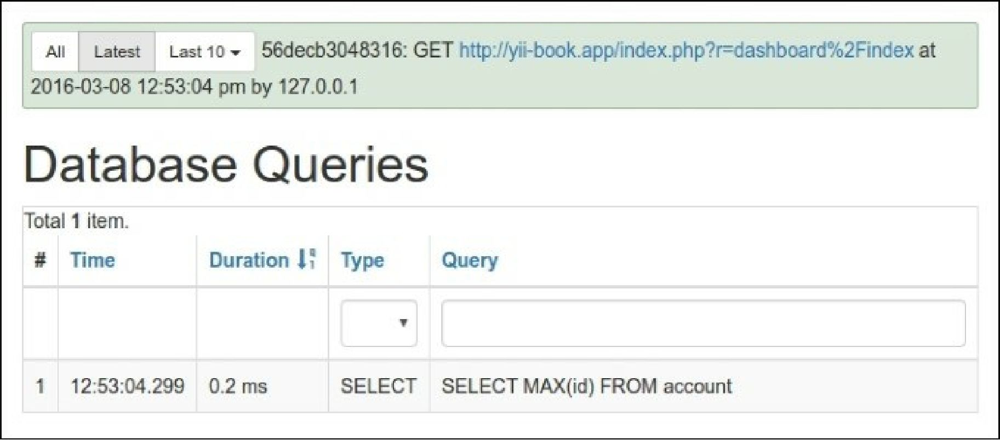 All Latest Last 10 56decb3048316: GET http://yii-book.app/index.php?r=dashboard%2Findex at
2016-03-08 12:53:04 pm by 127.0.0.1
Database Queries
Total 1 item.
# Time Duration Type Query
1 12:53:04.299 0.2 ms SELECT SELECT MAX(id) FROM account